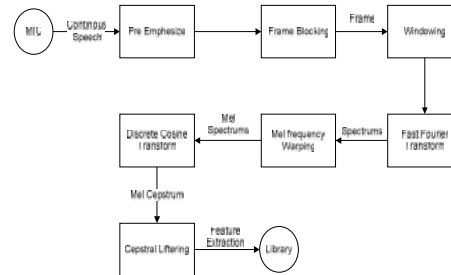 Continous
Speech
Pre Emphesize
Frame Blocking
Frame
Windowing
Discrete Cosine
Transform
Mel
Spectrums
Mel frequency
Warping
Spectrums
Fast Fourier
Transform
Mel Cepstrum
Cepstral Liftering
Feature
Extraction
Library